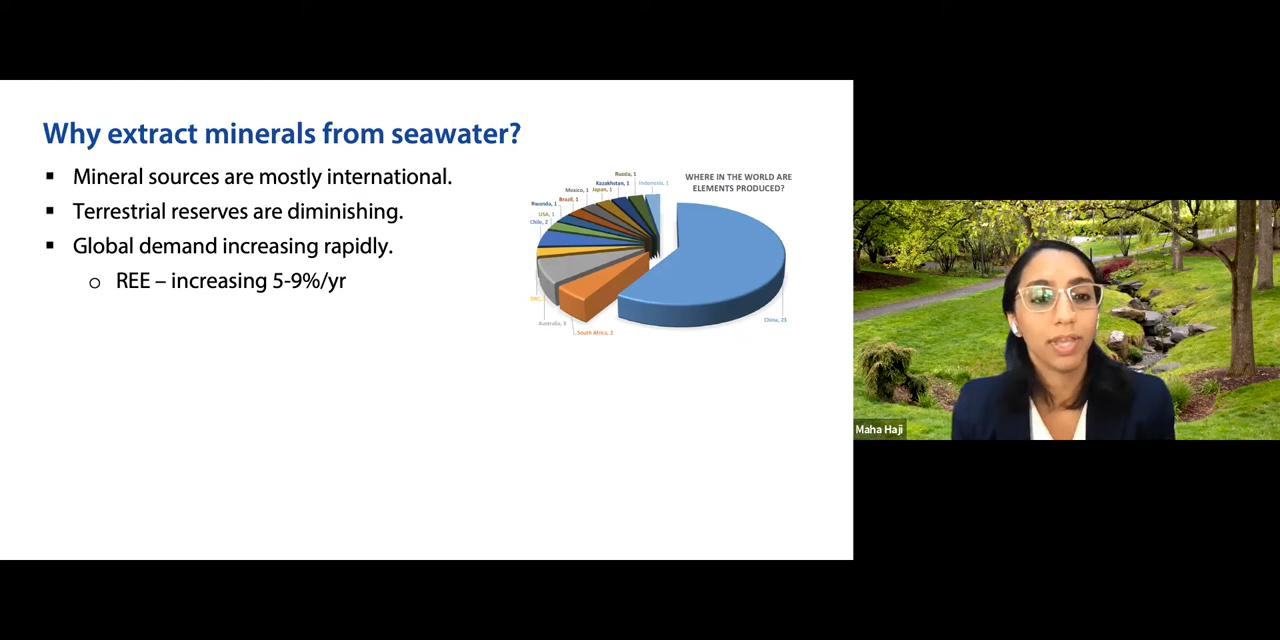 Why extract minerals from seawater?
▪ Mineral sources are mostly international.
▪ Terrestrial reserves are diminishing.
▪ Global demand increasing rapidly.
o REE – increasing 5-9%/yr
WHERE IN THE WORLD ARE
ELEMENTS PRODUCED?
Russia, 1
Kazakhstan, 1
Indonesia, 1
Mexico, 1
Japan, 1
Brazil, 1
Rwanda, 1
USA, 1
Chile, 2
DRC,
Australia,
South Africa, 2
China, 23
Maha Haji